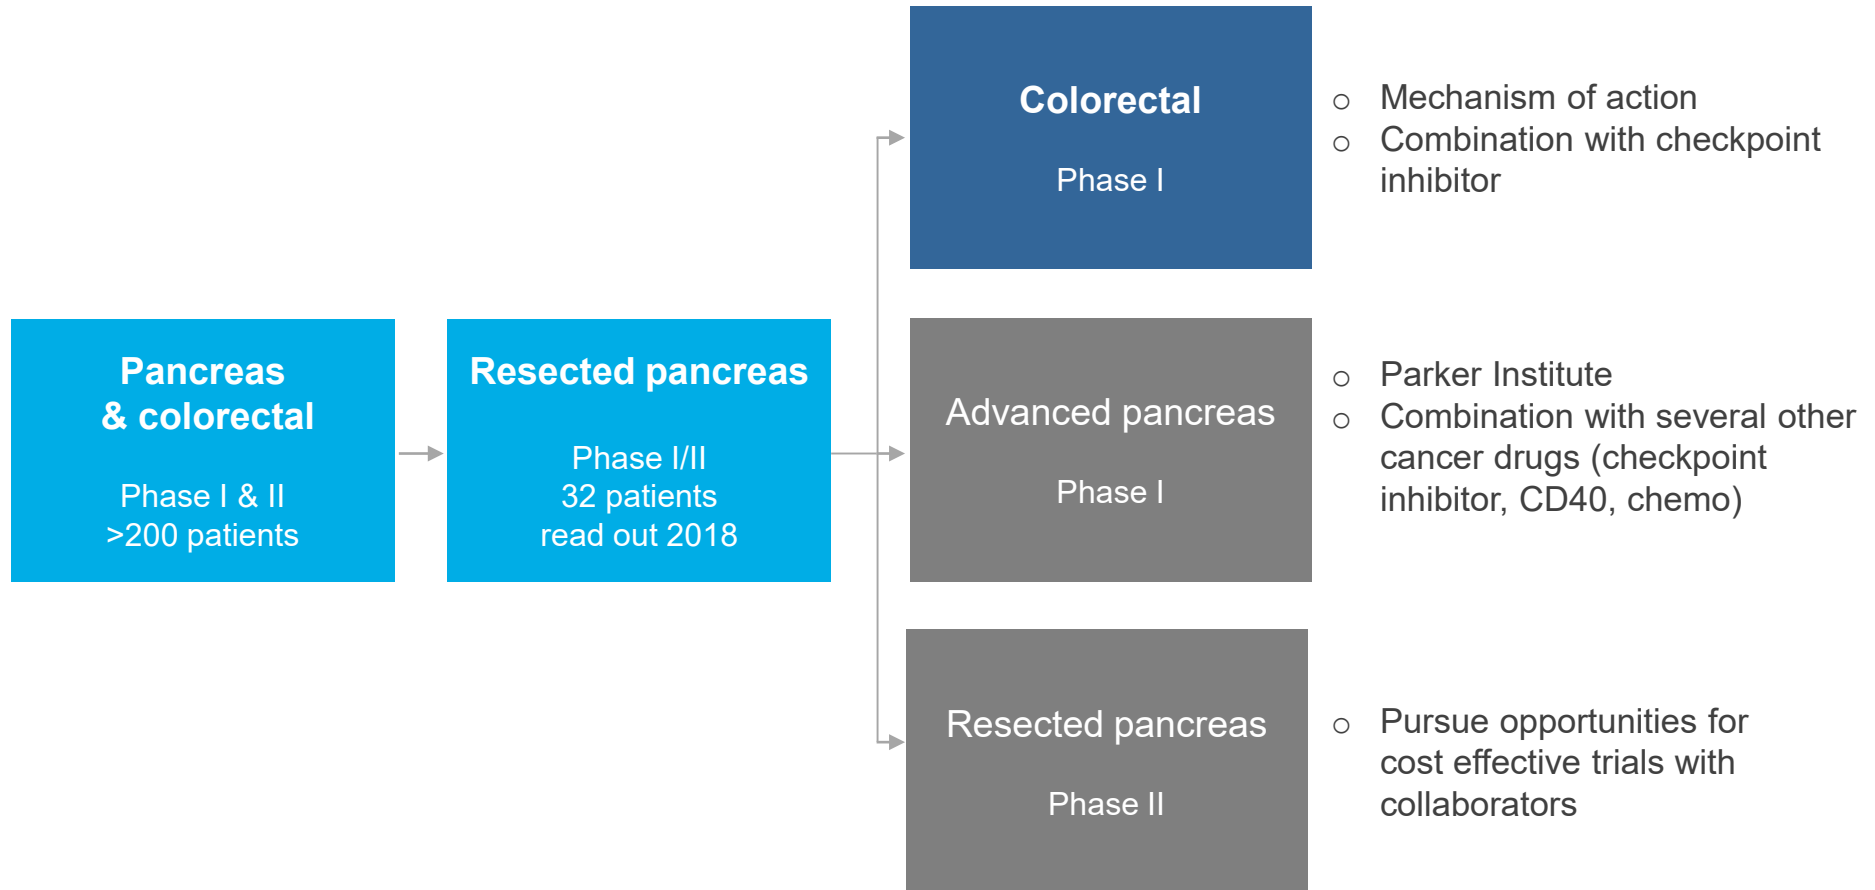 Pancreas
& colorectal
Phase I & II
>200 patients
Resected pancreas
Phase I/II
32 patients
read out 2018
Colorectal
Phase I
○ Mechanism of action
○ Combination with checkpoint
inhibitor
Advanced pancreas
Phase I
○ Parker Institute
○ Combination with several other
cancer drugs (checkpoint
inhibitor, CD40, chemo)
Resected pancreas
Phase II
○ Pursue opportunities for
cost effective trials with
collaborators